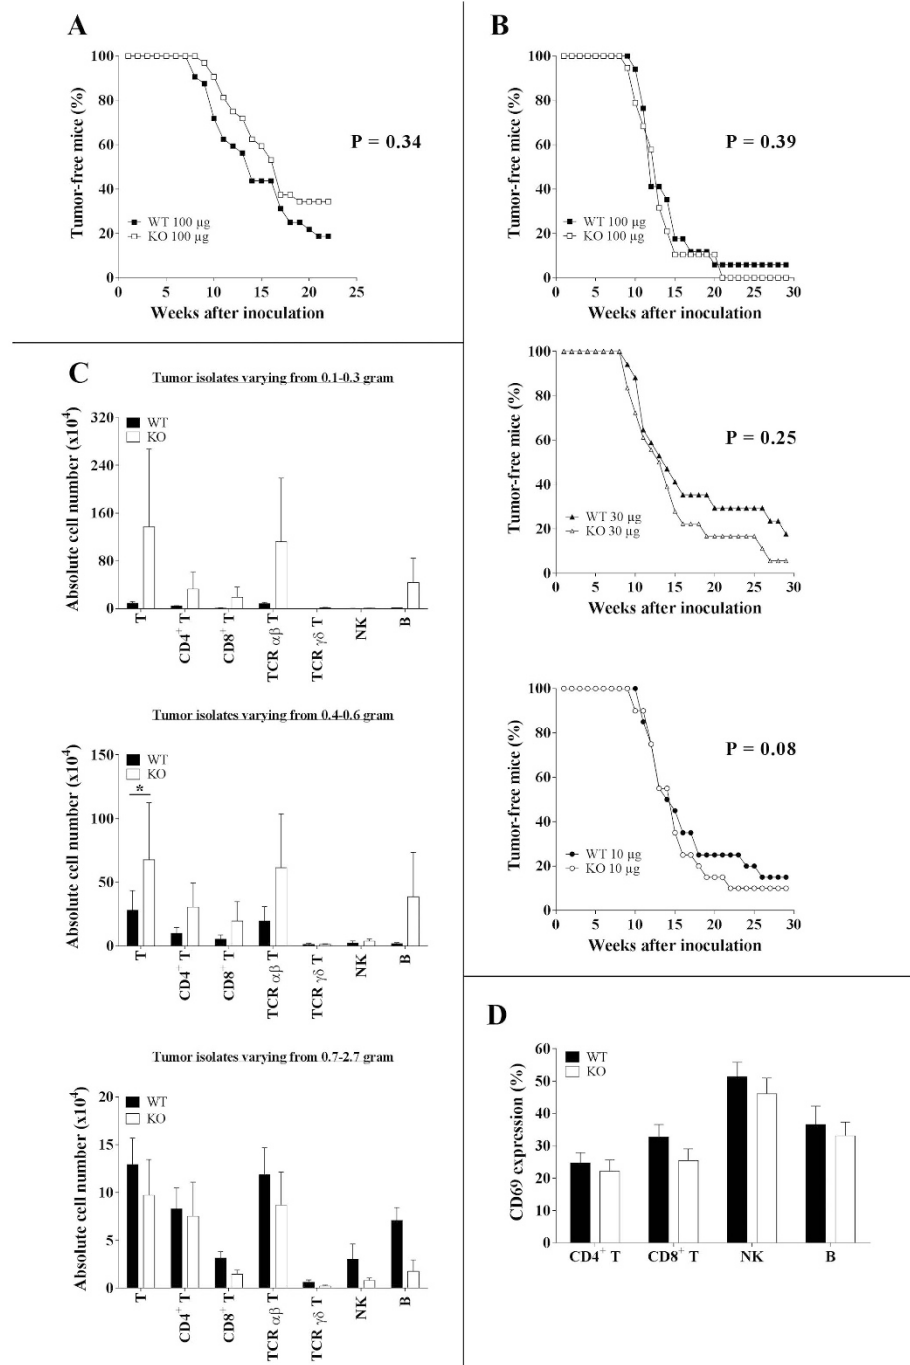 A
Tumor-free mice (%)
100
80
60
40
20
0
P = 0.34
WT 100 µg
KO 100 µg
0 5 10 15 20 25
Weeks after inoculation
B
Tumor-free mice (%)
100
80
60
40
20
0
P = 0.39
WT 100 µg
KO 100 µg
0 5 10 15 20 25 30
Weeks after inoculation
Tumor-free mice (%)
100
80
60
40
20
0
P = 0.25
WT 30 µg
KO 30 µg
0 5 10 15 20 25 30
Weeks after inoculation
Tumor-free mice (%)
100
80
60
40
20
0
P = 0.08
WT 10 µg
KO 10 µg
0 5 10 15 20 25 30
Weeks after inoculation
C
Tumor isolates varying from 0.1-0.3 gram
Absolute cell number (x10⁴)
320
240
160
80
0
WT
KO
T CD4⁺ T CD8⁺ T TCR αβ T TCR γδ T NK B
Tumor isolates varying from 0.4-0.6 gram
Absolute cell number (x10⁴)
150
100
50
0
WT
KO
*
T CD4⁺ T CD8⁺ T TCR αβ T TCR γδ T NK B
Tumor isolates varying from 0.7-2.7 gram
Absolute cell number (x10⁴)
20
15
10
5
0
WT
KO
T CD4⁺ T CD8⁺ T TCR αβ T TCR γδ T NK B
D
CD69 expression (%)
60
50
40
30
20
10
0
WT
KO
CD4⁺ T CD8⁺ T NK B